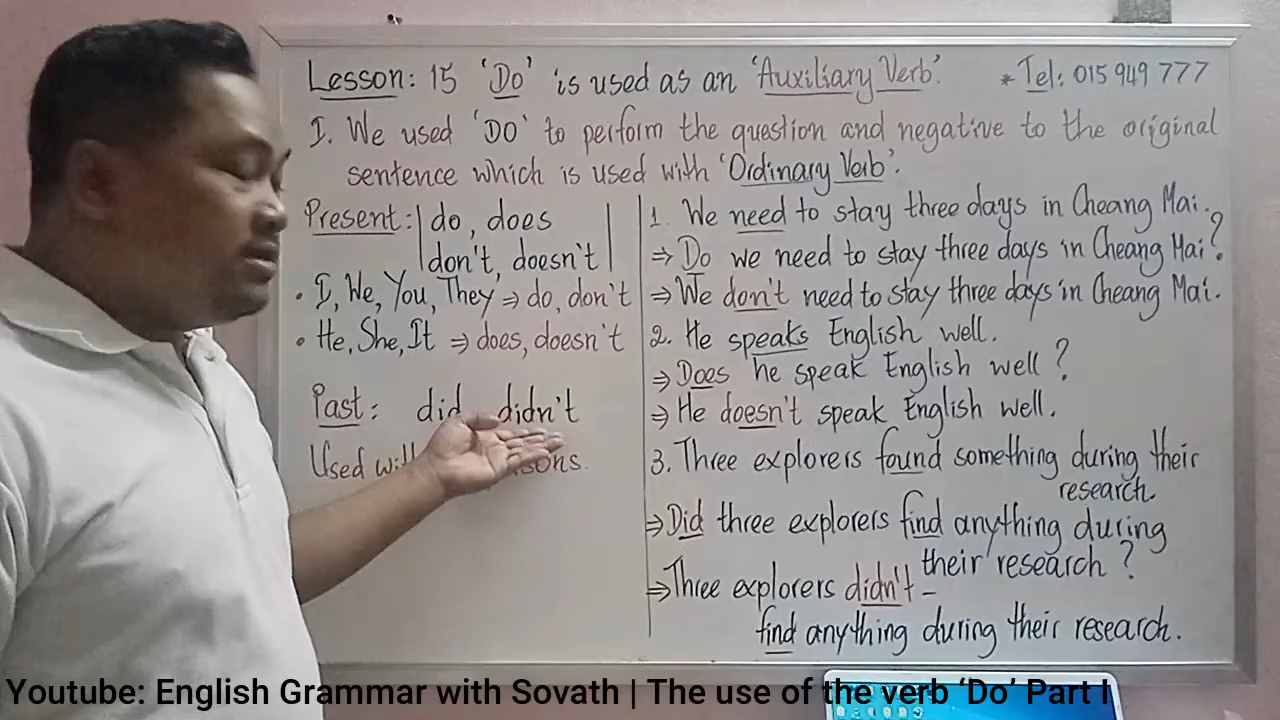 Lesson: 15 'Do' is used as an 'Auxiliary Verb'. * Tel: 015 949 777
I. We used 'DO' to perform the question and negative to the original
sentence which is used with 'Ordinary Verb'.
Present: do, does
don't, doesn't
• I, We, You, They ⇒ do, don't
• He, She, It ⇒ does, doesn't
Past: did didn't
Used
1. We need to stay three days in Cheang Mai.
⇒ Do we need to stay three days in Cheang Mai?
⇒ We don't need to stay three days in Cheang Mai.
2. He speaks English well.
⇒ Does he speak English well?
⇒ He doesn't speak English well.
3. Three explorers found something during their
research.
⇒ Did three explorers find anything during
their research?
⇒ Three explorers didn't –
find anything during their research.
Youtube: English Grammar with Sovath | The use of the verb ‘Do’ Part I